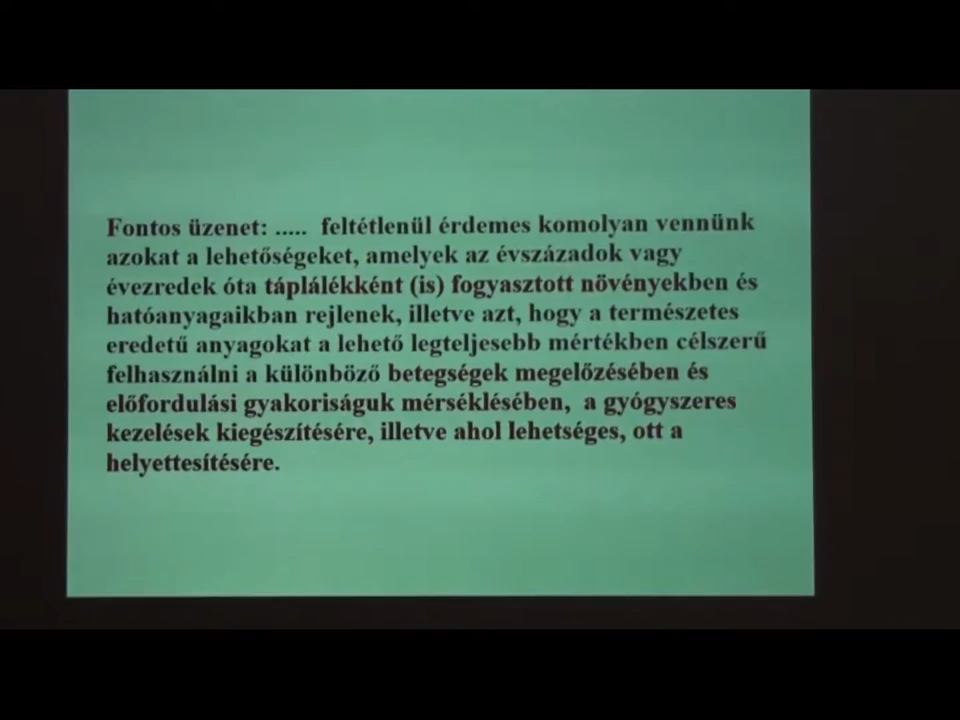 Fontos üzenet: ..... feltétlenül érdemes komolyan vennünk
azokat a lehetőségeket, amelyek az évszázadok vagy
évezredek óta táplálékként (is) fogyasztott növényekben és
hatóanyagaikban rejlenek, illetve azt, hogy a természetes
eredetű anyagokat a lehető legteljesebb mértékben célszerű
felhasználni a különböző betegségek megelőzésében és
előfordulási gyakoriságuk mérséklésében, a gyógyszeres
kezelések kiegészítésére, illetve ahol lehetséges, ott a
helyettesítésére.